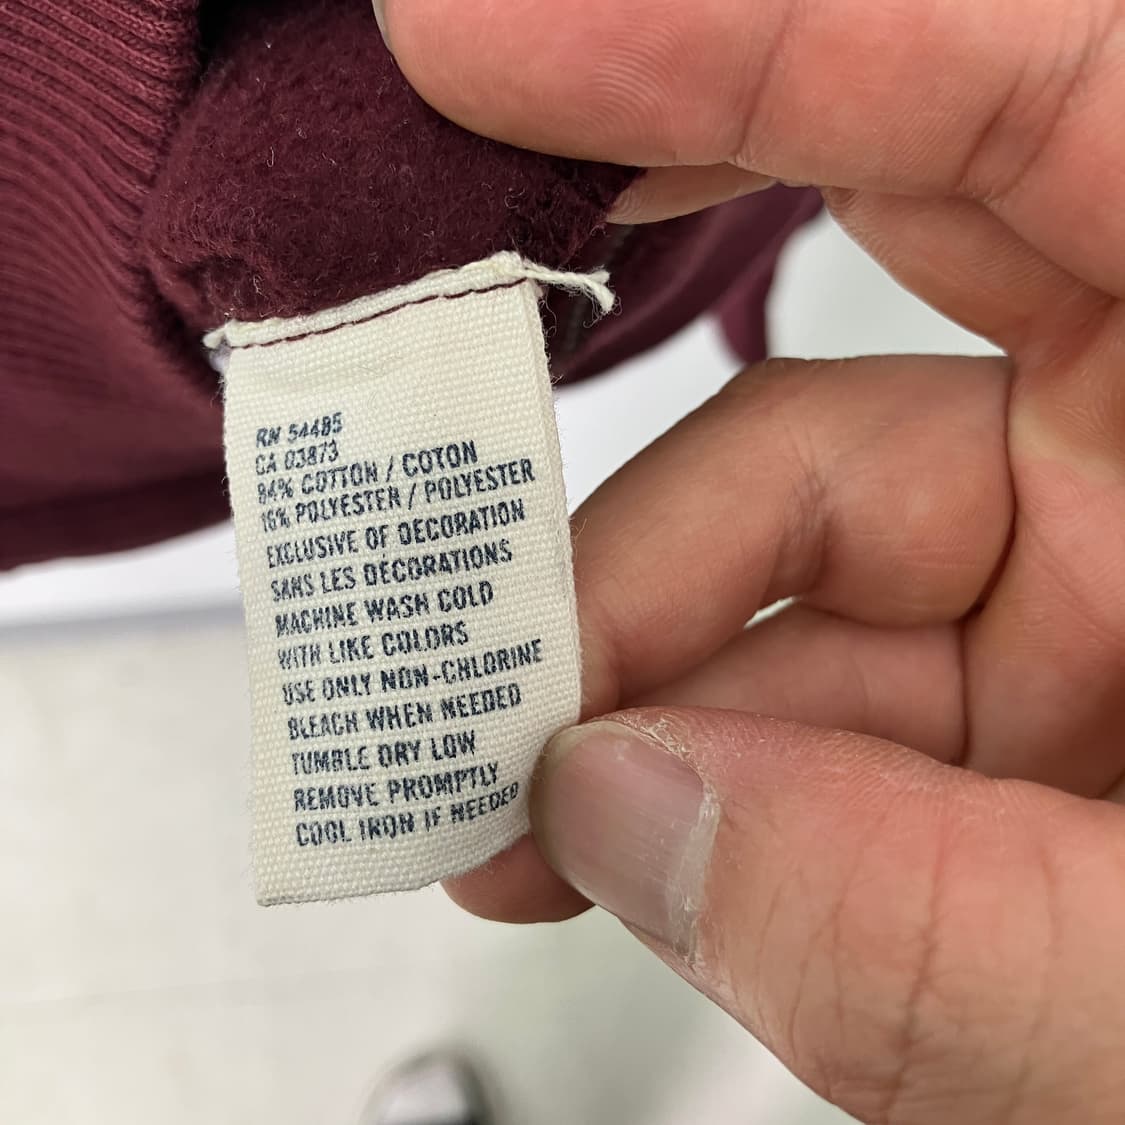 RN 54485
CA 03873
84% COTTON / COTON
16% POLYESTER / POLYESTER
EXCLUSIVE OF DECORATION
SANS LES DÉCORATIONS
MACHINE WASH COLD
WITH LIKE COLORS
USE ONLY NON-CHLORINE
BLEACH WHEN NEEDED
TUMBLE DRY LOW
REMOVE PROMPTLY
COOL IRON IF NEEDED